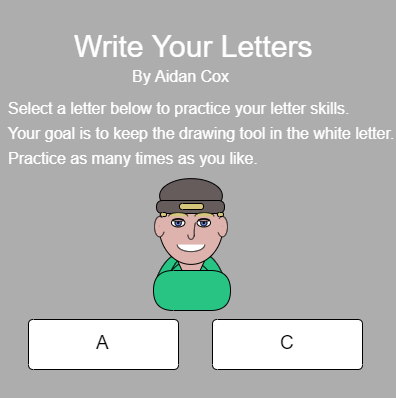 Write Your Letters
By Aidan Cox
Select a letter below to practice your letter skills.
Your goal is to keep the drawing tool in the white letter.
Practice as many times as you like.
A C